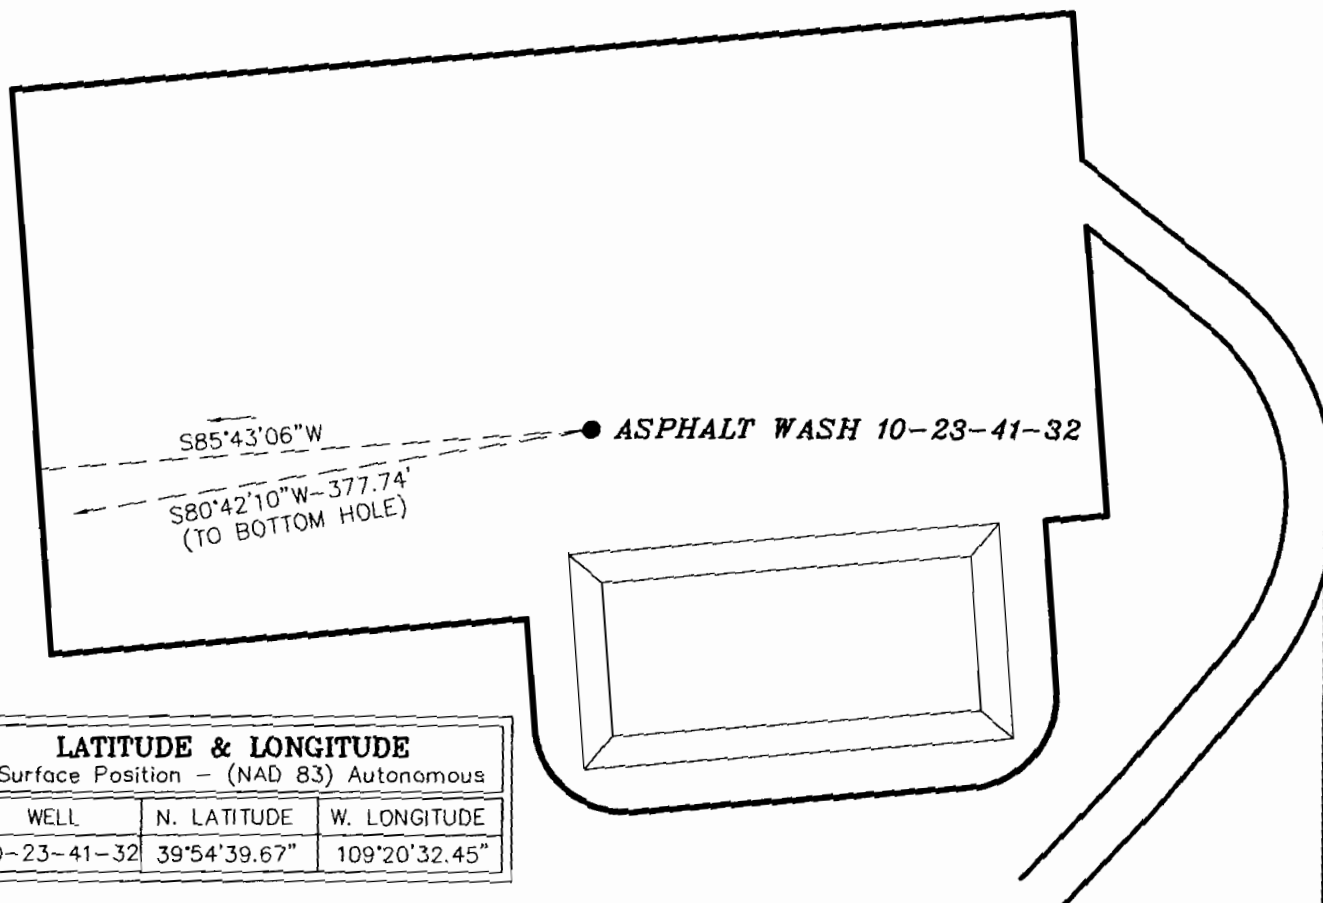 S85°43'06"W
ASPHALT WASH 10-23-41-32
S80°42'10"W-377.74'
(TO BOTTOM HOLE)
LATITUDE & LONGITUDE
Surface Position - (NAD 83) Autonomous
WELL N. LATITUDE W. LONGITUDE
0-23-41-32 39°54'39.67" 109°20'32.45"